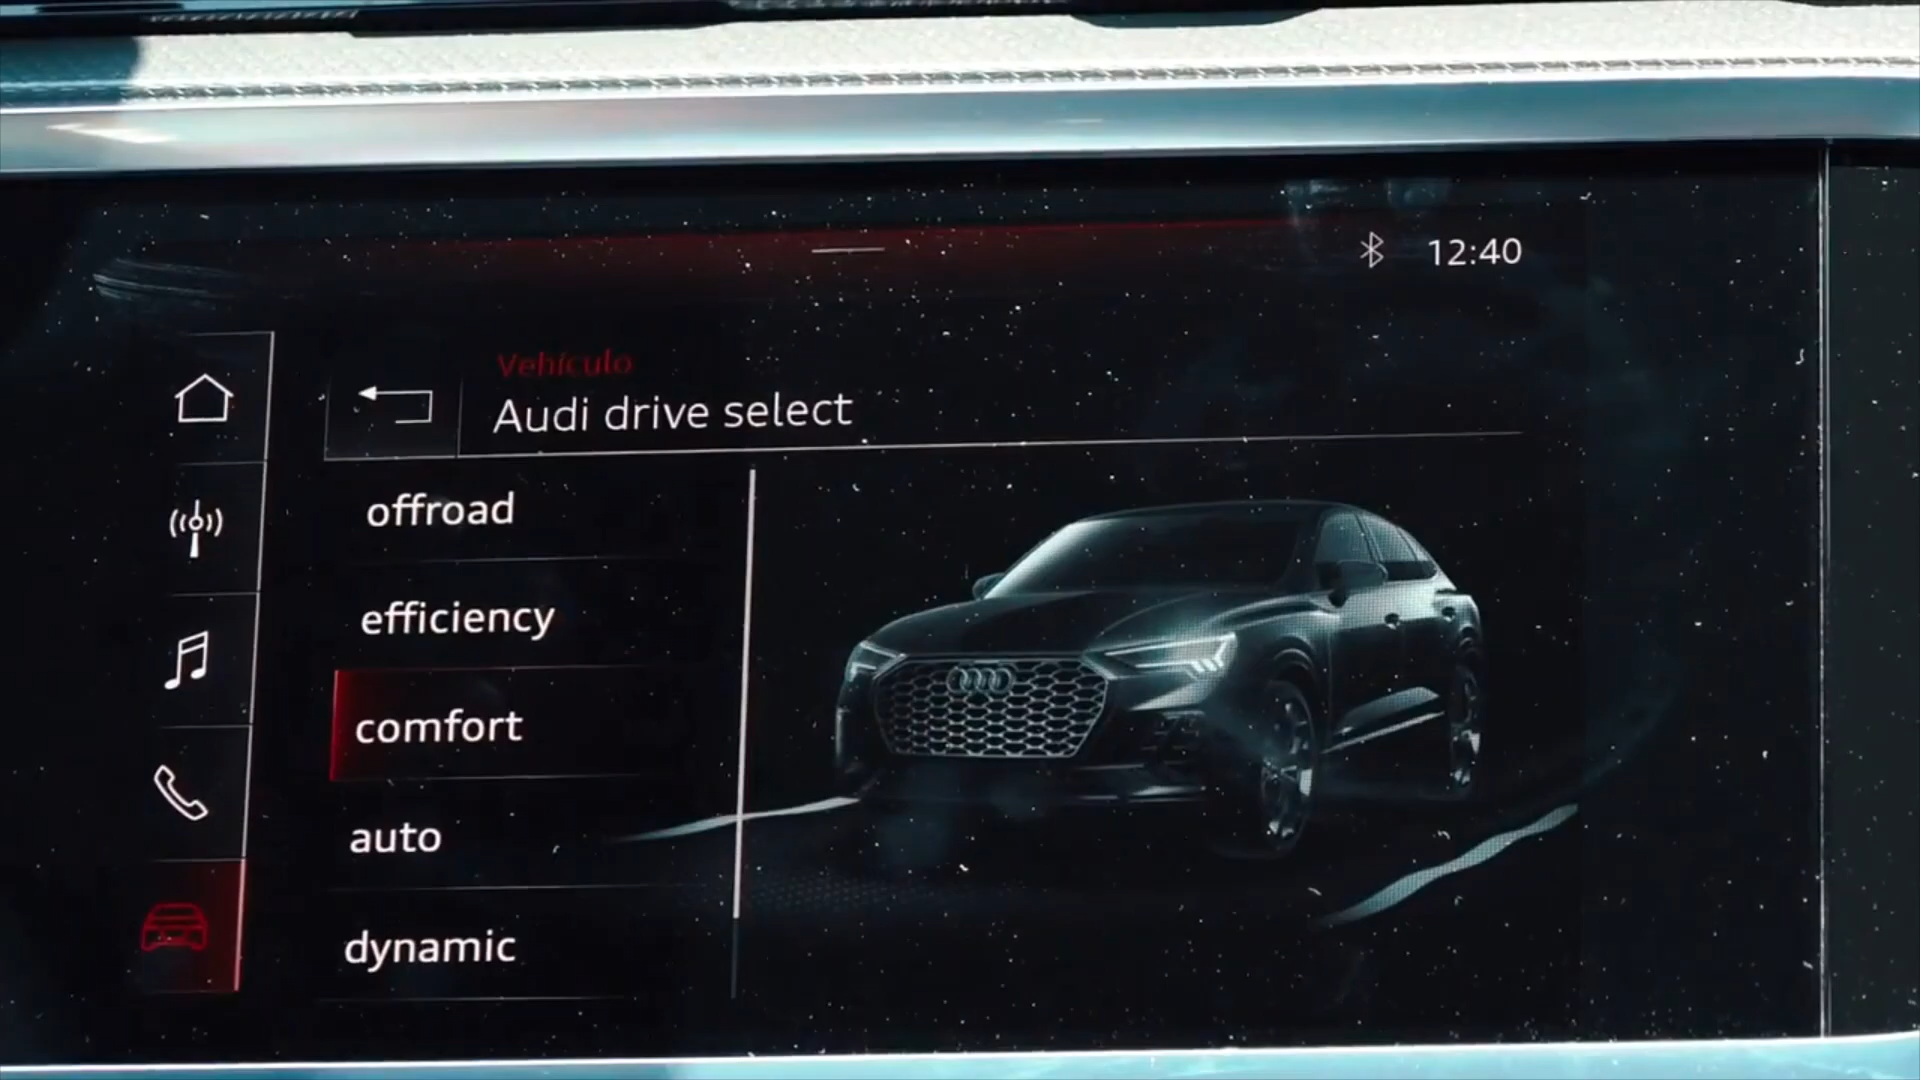 12:40
Vehículo
Audi drive select
offroad
efficiency
comfort
auto
dynamic